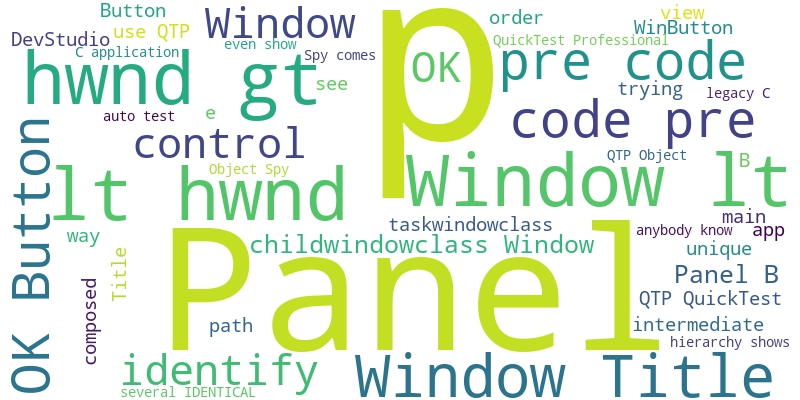 Button
use QTP
DevStudio
C application
Window
even show
Spy comes
p
order
view
WinButton
QuickTest Professional
hwnd gt
see
OK
pre code
trying
legacy C
auto test
e
code pre
control
Object Spy
QTP Object
B
lt hwnd
Window lt
OK Button
way
taskwindowclass
main
anybody know
app
childwindowclass Window
unique
Title
Panel
Panel B
QTP QuickTest
composed
path
intermediate
hierarchy shows
identify
several IDENTICAL
Window Title